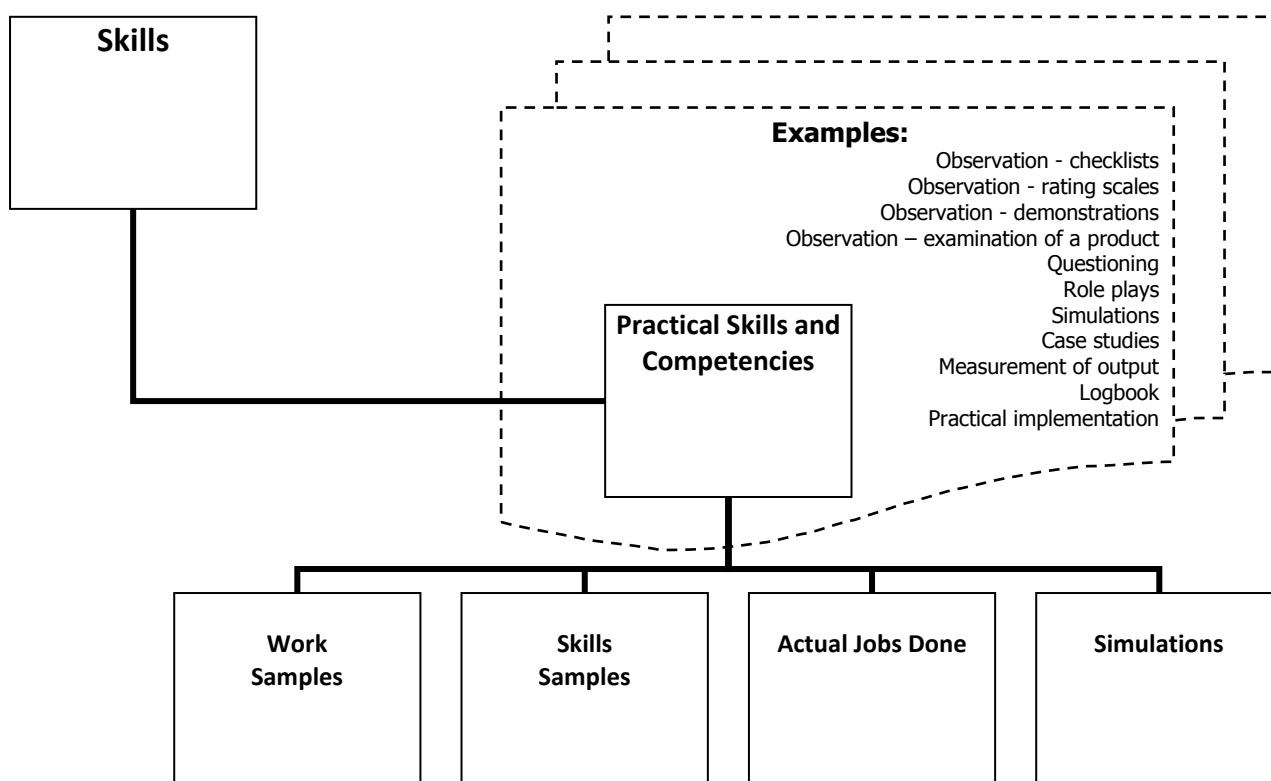 Skills
Examples:
Observation - checklists
Observation - rating scales
Observation - demonstrations
Observation – examination of a product
Questioning
Role plays
Simulations
Case studies
Measurement of output
Logbook
Practical implementation
Practical Skills and
Competencies
Work
Samples
Skills
Samples
Actual Jobs Done
Simulations